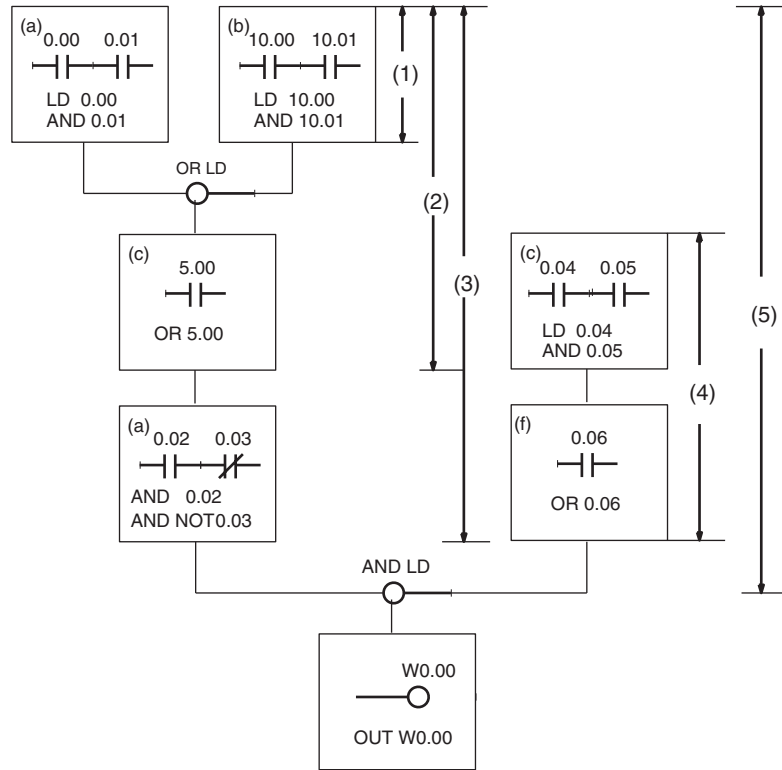 (a)
0.00 0.01
LD 0.00
AND 0.01
(b)
10.00 10.01
LD 10.00
AND 10.01
(1)
OR LD
(2)
(c)
5.00
OR 5.00
(3)
(c)
0.04 0.05
LD 0.04
AND 0.05
(5)
(4)
(a)
0.02 0.03
AND 0.02
AND NOT0.03
(f)
0.06
OR 0.06
AND LD
W0.00
OUT W0.00